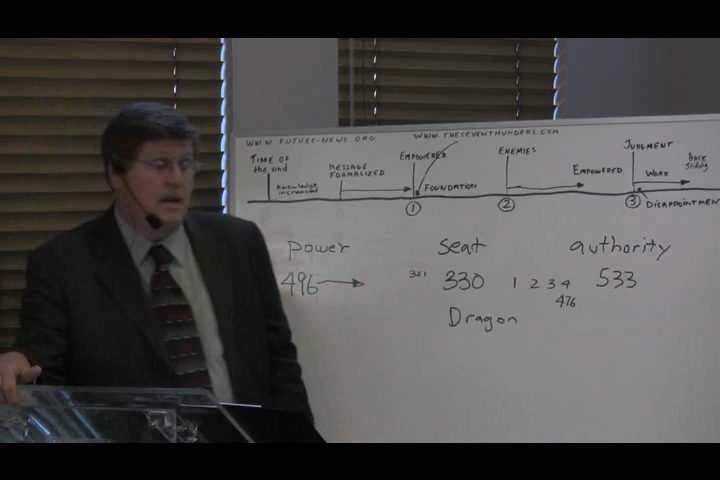 WWW.FUTURE-NEWS.ORG WWW.THESEVENTHUNDERS.COM
TIME OF the end
Knowledge increased
MESSAGE FORMALIZED
EMPOWERED
FOUNDATION
1
ENEMIES
2
EMPOWERED
JUDGMENT
WORK
back sliding
3
DISAPPOINTMENT
power seat authority
496 321 330 1 2 3 4 533
476
Dragon